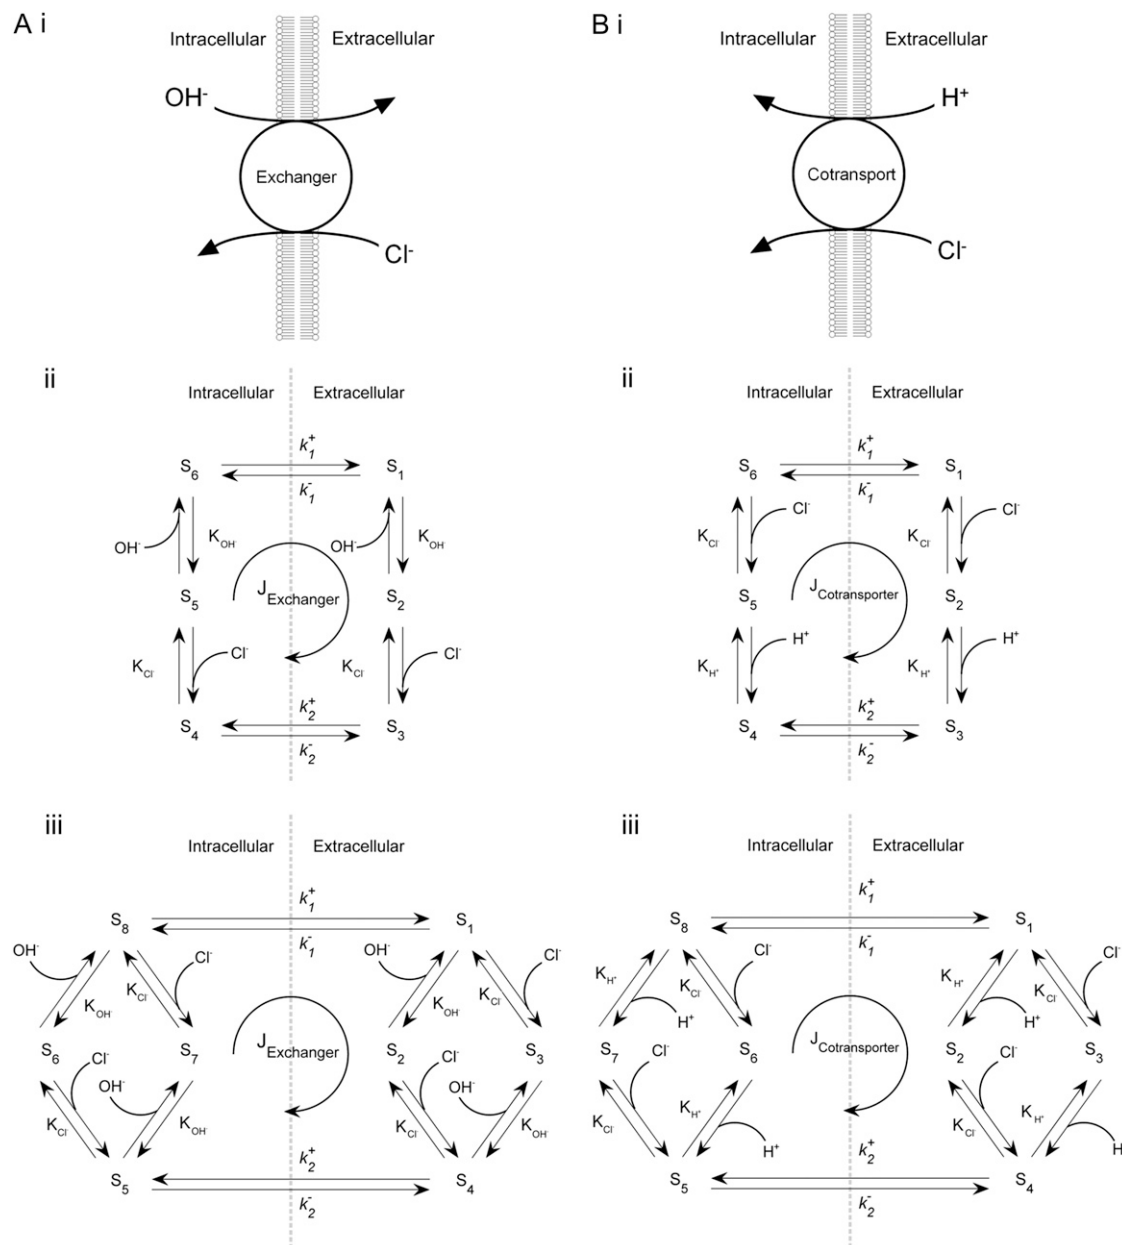 A i
B i
Intracellular Extracellular
Intracellular Extracellular
OH-
H+
Exchanger
Cotransport
Cl-
Cl-
ii
ii
Intracellular Extracellular
Intracellular Extracellular
k1+
k1+
S6 S1
S6 S1
k1-
k1-
Cl- Cl-
OH- KOH- OH- KOH-
KCl- KCl-
S5 JExchanger S2
S5 JCotransporter S2
KCl- Cl- KCl- Cl-
KH+ H+ KH+ H+
k2+
k2+
S4 S3
S4 S3
k2-
k2-
iii
iii
Intracellular Extracellular
Intracellular Extracellular
k1+
k1+
S8 S1
S8 S1
k1-
k1-
OH- Cl- OH- Cl-
Cl- Cl-
KOH- KCl- KOH- KCl-
KH+ KCl- KH+ KCl-
H+ H+
S6 S7 JExchanger S2 S3
S7 S6 JCotransporter S2 S3
Cl- OH- Cl- OH-
Cl- Cl-
KCl- KOH- KCl- KOH-
KCl- KH+ KCl- KH+
H+ H
k2+
k2+
S5 S4
S5 S4
k2-
k2-